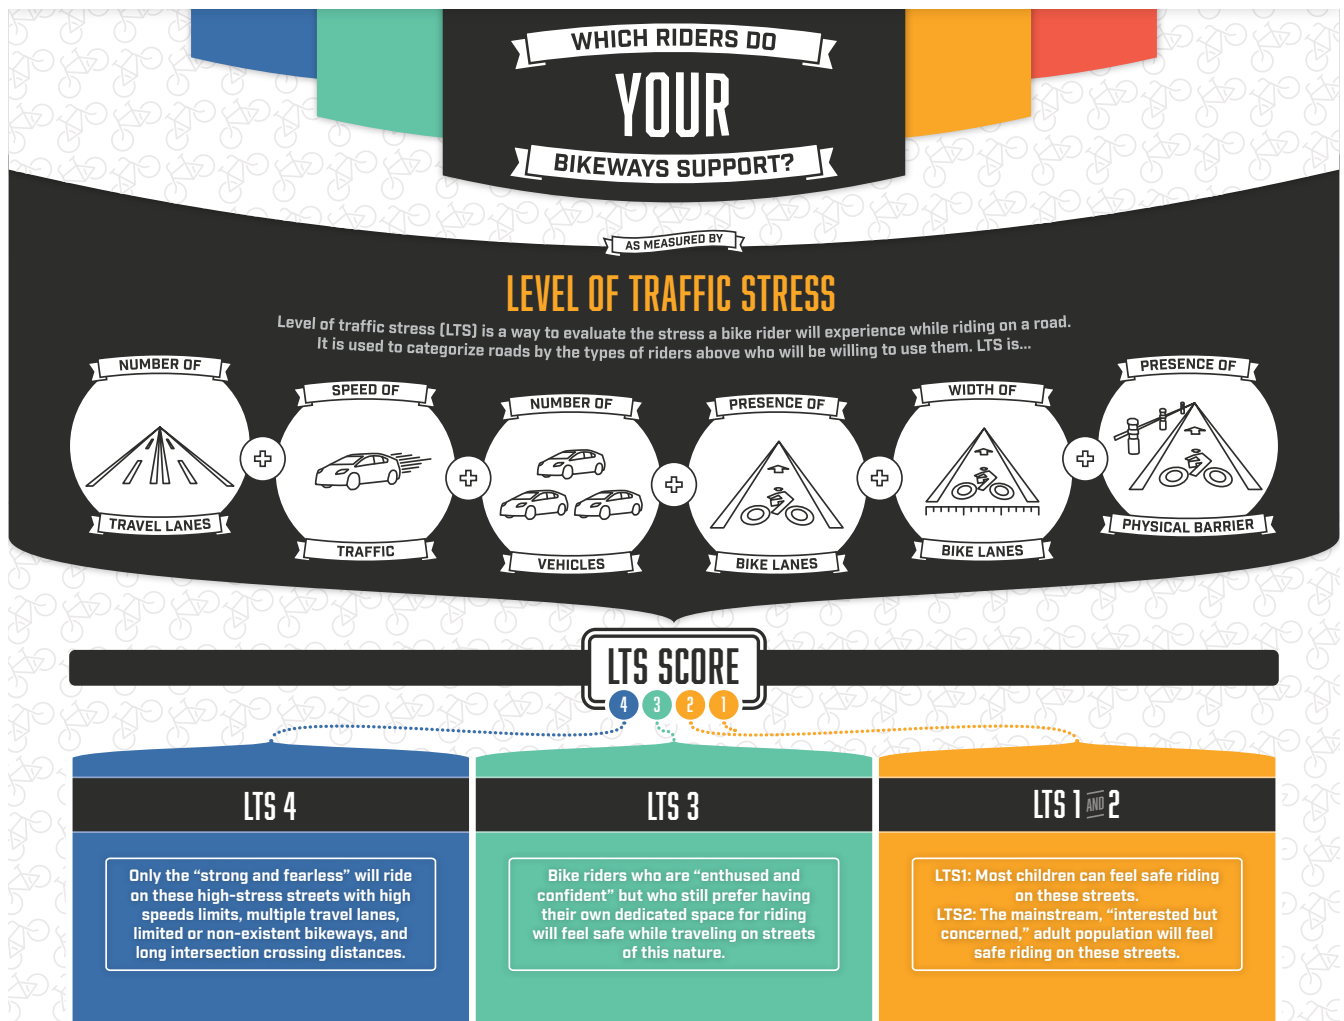 WHICH RIDERS DO
YOUR
BIKEWAYS SUPPORT?
AS MEASURED BY
LEVEL OF TRAFFIC STRESS
Level of traffic stress (LTS) is a way to evaluate the stress a bike rider will experience while riding on a road.
It is used to categorize roads by the types of riders above who will be willing to use them. LTS is...
NUMBER OF
TRAVEL LANES
SPEED OF
TRAFFIC
NUMBER OF
VEHICLES
PRESENCE OF
BIKE LANES
WIDTH OF
BIKE LANES
PRESENCE OF
PHYSICAL BARRIER
LTS SCORE
4 3 2 1
LTS 4
Only the “strong and fearless” will ride
on these high-stress streets with high
speeds limits, multiple travel lanes,
limited or non-existent bikeways, and
long intersection crossing distances.
LTS 3
Bike riders who are “enthused and
confident” but who still prefer having
their own dedicated space for riding
will feel safe while traveling on streets
of this nature.
LTS 1 AND 2
LTS1: Most children can feel safe riding
on these streets.
LTS2: The mainstream, “interested but
concerned,” adult population will feel
safe riding on these streets.